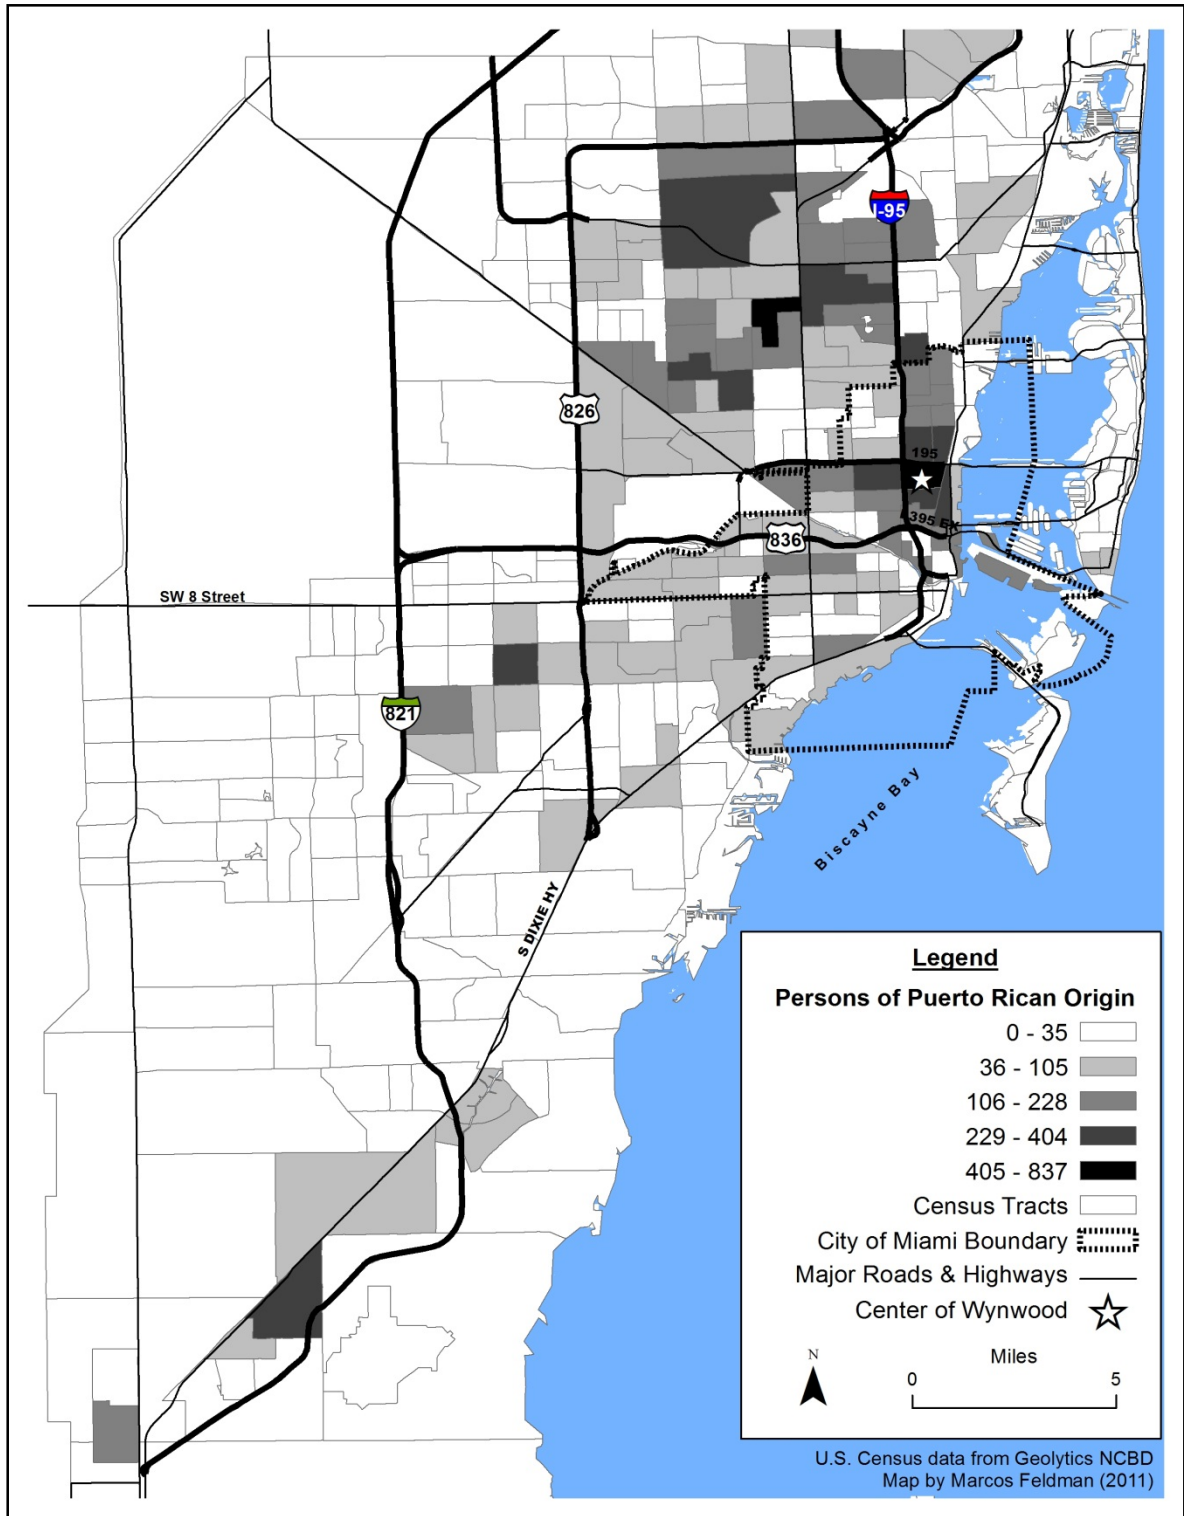 I-95
826
195
395 EX
836
SW 8 Street
821
Biscayne Bay
S DIXIE HY
Legend
Persons of Puerto Rican Origin
0 - 35
36 - 105
106 - 228
229 - 404
405 - 837
Census Tracts
City of Miami Boundary
Major Roads & Highways
Center of Wynwood
N
Miles
0 5
U.S. Census data from Geolytics NCBD
Map by Marcos Feldman (2011)